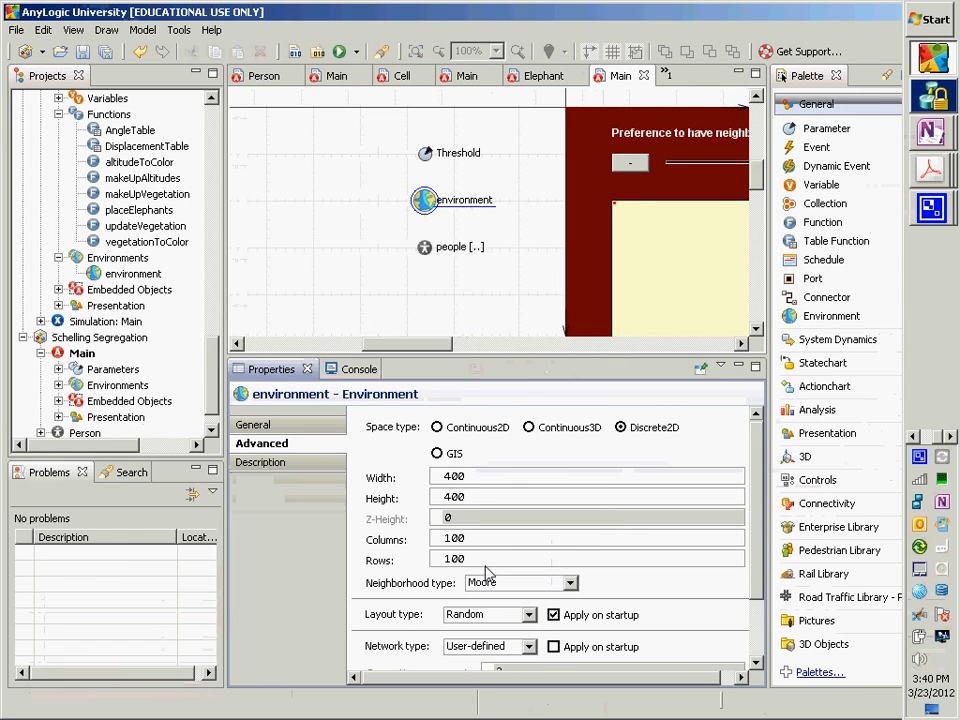 AnyLogic University [EDUCATIONAL USE ONLY]
Start
File Edit View Draw Model Tools Help
100%
Get Support...
Projects
Person Main Cell Main Elephant Main »1
Palette
Variables
Functions
AngleTable
DisplacementTable
altitudeToColor
makeUpAltitudes
makeUpVegetation
placeElephants
updateVegetation
vegetationToColor
Environments
environment
Embedded Objects
Presentation
Simulation: Main
Schelling Segregation
Main
Parameters
Environments
Embedded Objects
Presentation
Person
Threshold
environment
people [..]
Preference to have neighb
-
General
Parameter
Event
Dynamic Event
Variable
Collection
Function
Table Function
Schedule
Port
Connector
Environment
System Dynamics
Statechart
Actionchart
Analysis
Presentation
3D
Controls
Connectivity
Enterprise Library
Pedestrian Library
Rail Library
Road Traffic Library - P
Pictures
3D Objects
Palettes...
Problems Search
No problems
Description Locat...
Properties Console
environment - Environment
General
Advanced
Description
Space type: Continuous2D Continuous3D Discrete2D
GIS
Width: 400
Height: 400
Z-Height: 0
Columns: 100
Rows: 100
Neighborhood type: Moore
Layout type: Random Apply on startup
Network type: User-defined Apply on startup
3:40 PM
3/23/2012